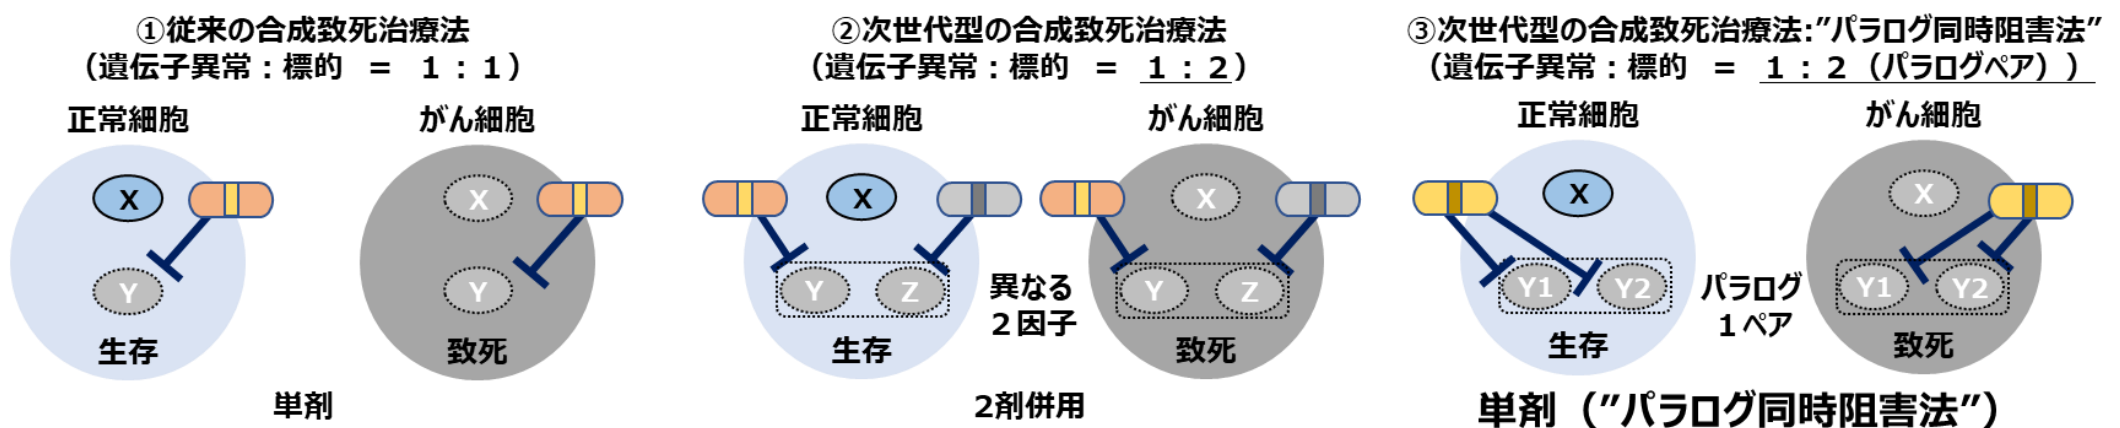 ①従来の合成致死治療法
（遺伝子異常：標的　=　１：１）
正常細胞
がん細胞
X
X
Y
Y
生存
致死
単剤
②次世代型の合成致死治療法
（遺伝子異常：標的　=　１：２）
正常細胞
がん細胞
X
X
Y
Z
異なる
２因子
Y
Z
生存
致死
2剤併用
③次世代型の合成致死治療法:”パラログ同時阻害法”
（遺伝子異常：標的　=　１：２（パラログペア））
正常細胞
がん細胞
X
X
Y1
Y2
パラログ
１ペア
Y1
Y2
生存
致死
単剤（”パラログ同時阻害法”）